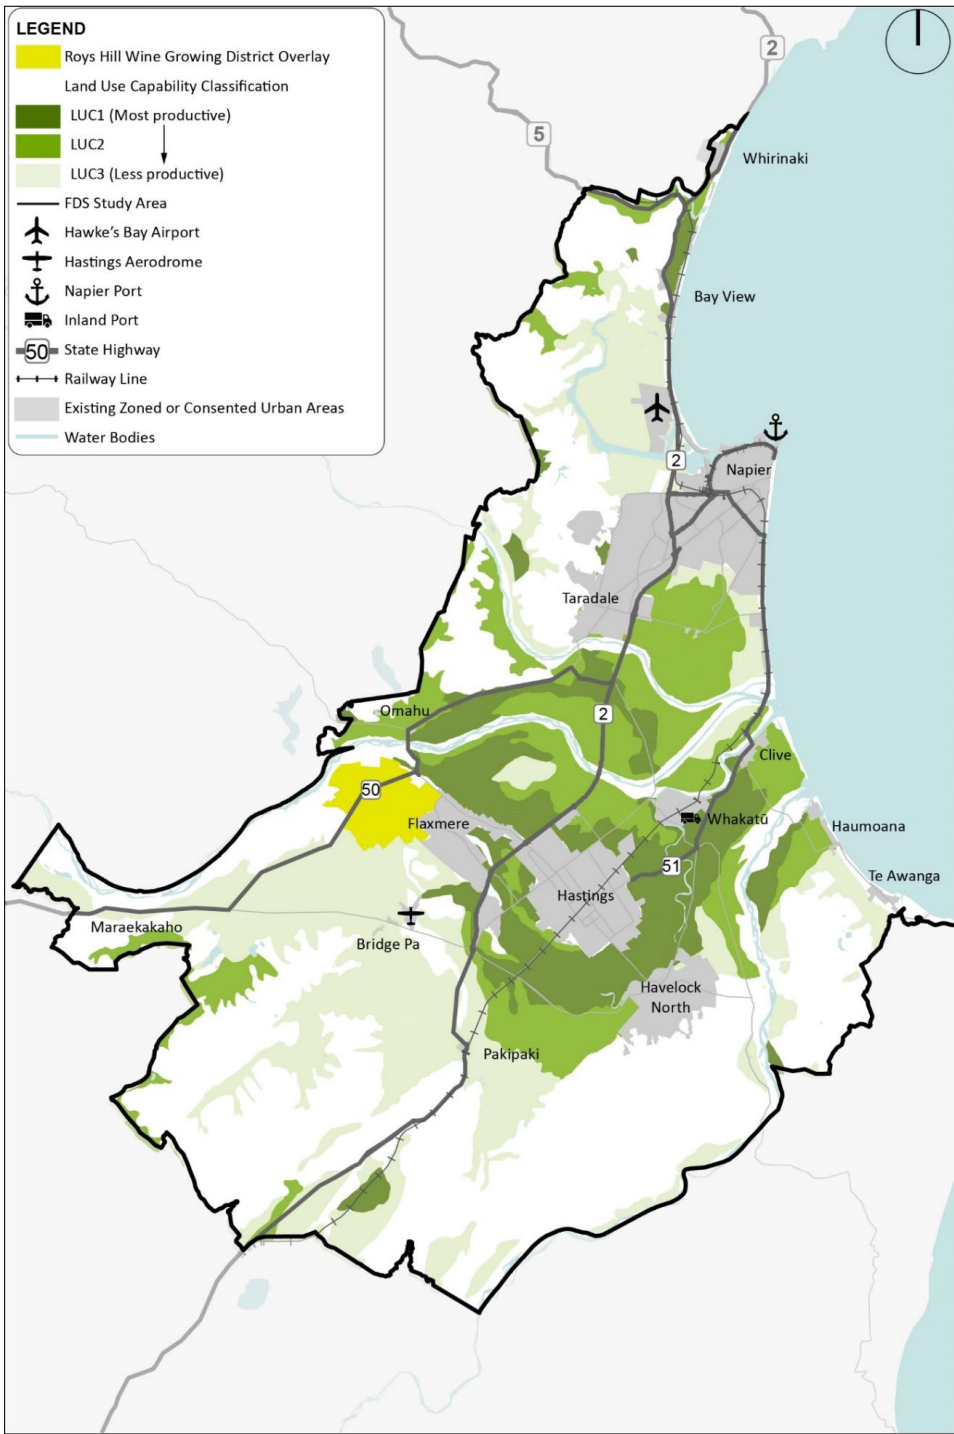 LEGEND
Roys Hill Wine Growing District Overlay
Land Use Capability Classification
LUC1 (Most productive)
LUC2
LUC3 (Less productive)
FDS Study Area
Hawke's Bay Airport
Hastings Aerodrome
Napier Port
Inland Port
50 State Highway
Railway Line
Existing Zoned or Consented Urban Areas
Water Bodies
2
5
Whirinaki
Bay View
2
Napier
Taradale
Omahu
2
Clive
50
Flaxmere
Whakatū
Haumoana
51
Te Awanga
Hastings
Maraekakaho
Bridge Pa
Havelock
North
Pakipaki